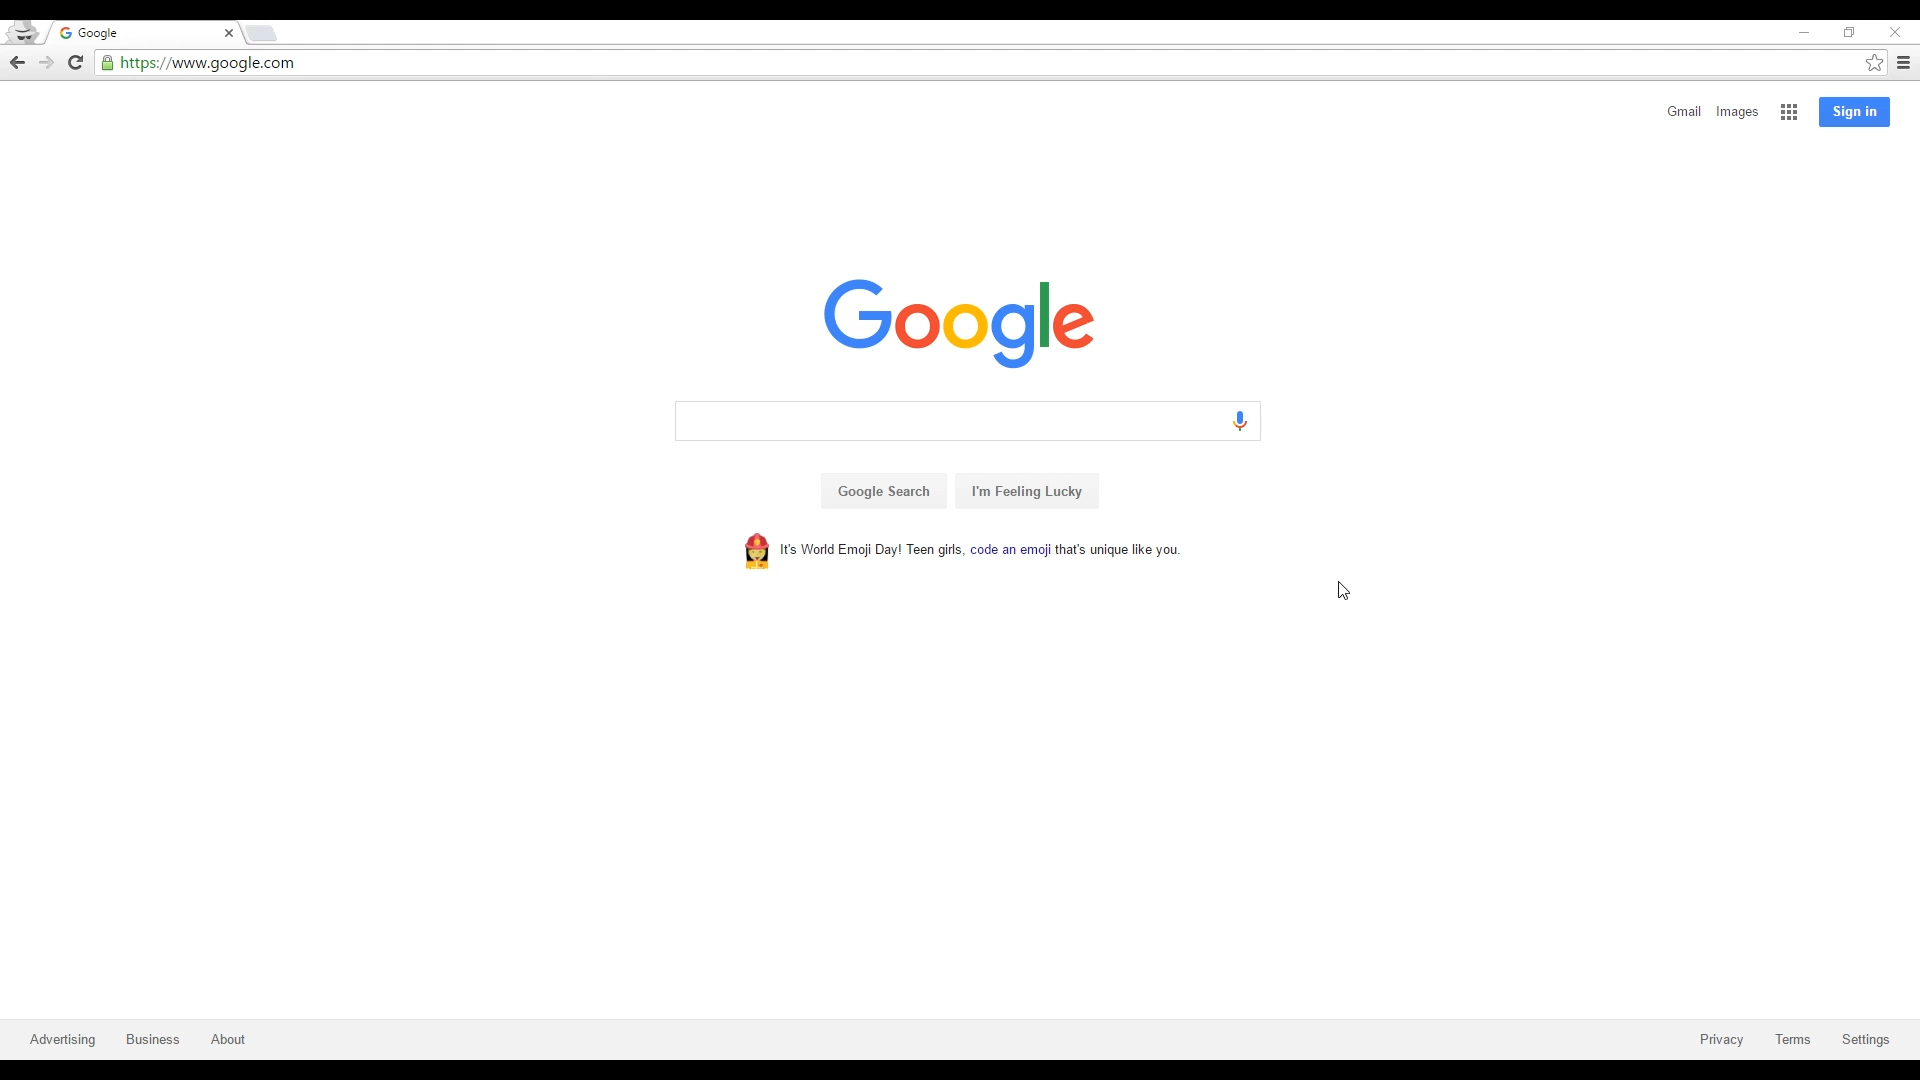 Google
https://www.google.com
Gmail Images Sign in
Google
Google Search I'm Feeling Lucky
It's World Emoji Day! Teen girls, code an emoji that's unique like you.
Advertising Business About Privacy Terms Settings